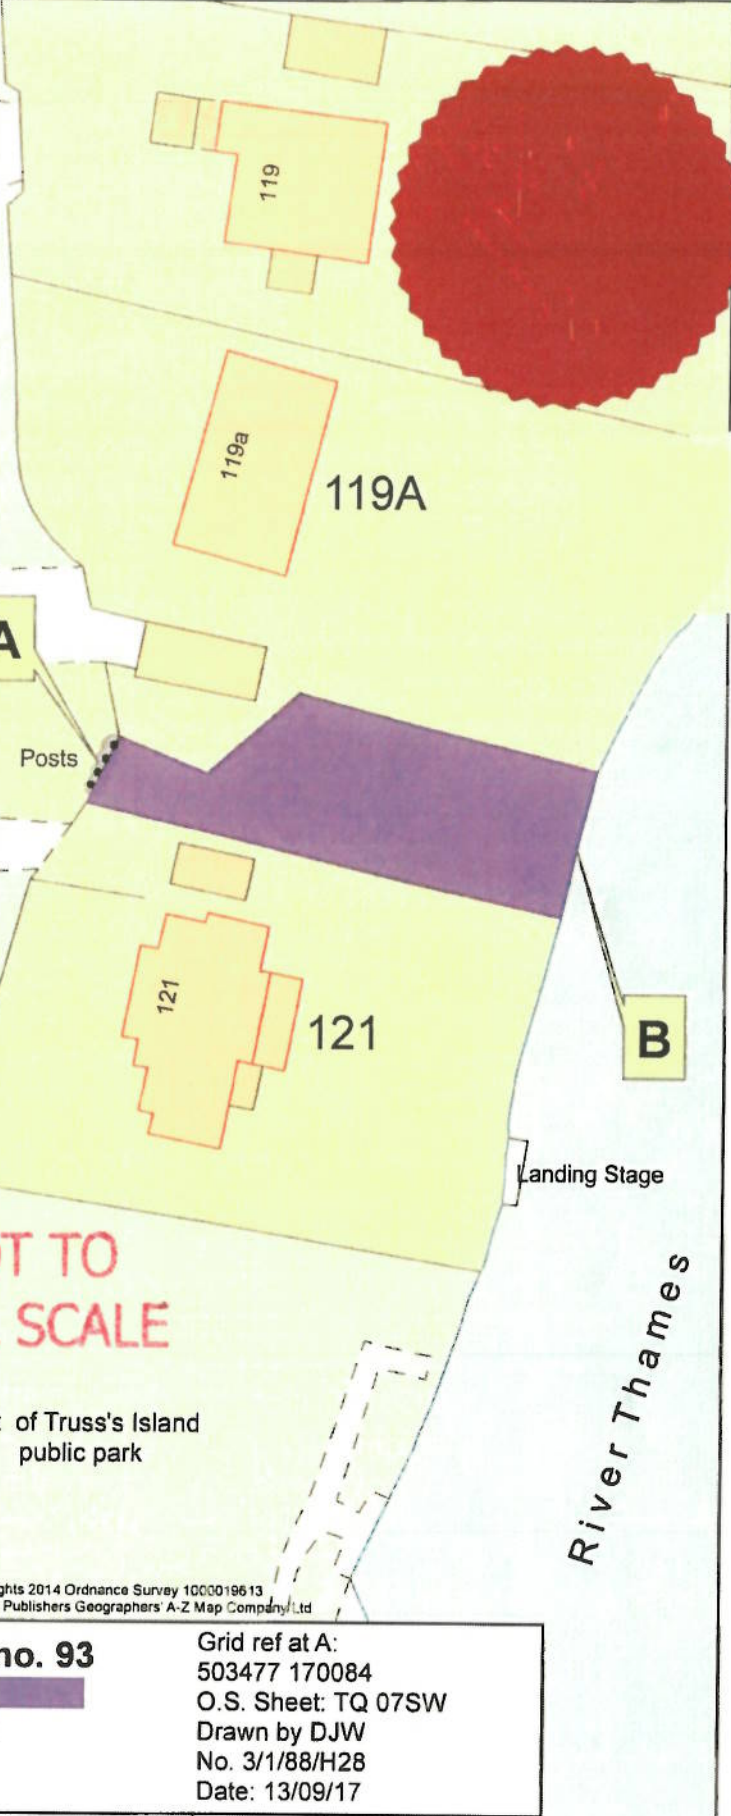 119
119a
119A
A
Posts
121
121
B
Landing Stage
TO
SCALE
River Thames
of Truss's Island
public park
2014 Ordnance Survey 1000019613
Publishers Geographers' A-Z Map Company Ltd
no. 93
Grid ref at A:
503477 170084
O.S. Sheet: TQ 07SW
Drawn by DJW
No. 3/1/88/H28
Date: 13/09/17